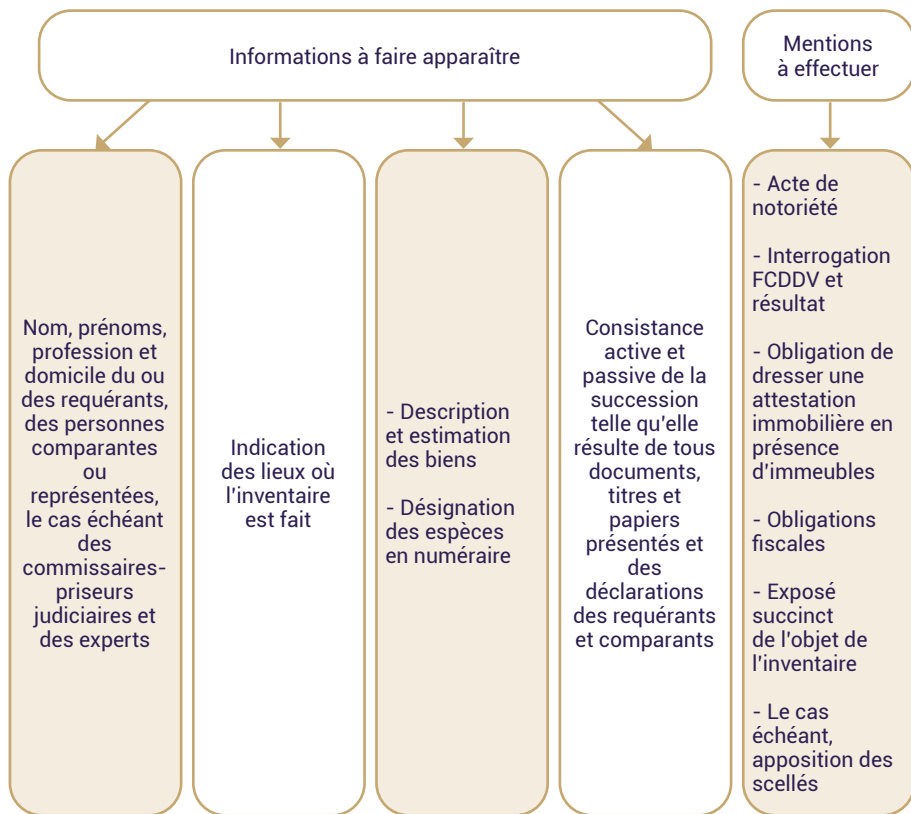 Informations à faire apparaître
Mentions
à effectuer
Nom, prénoms,
profession et
domicile du ou
des requérants,
des personnes
comparantes
ou
représentées,
le cas échéant
des
commissaires-
priseurs
judiciaires et
des experts
Indication
des lieux où
l'inventaire
est fait
- Description
et estimation
des biens
- Désignation
des espèces
en numéraire
Consistance
active et
passive de la
succession
telle qu'elle
résulte de tous
documents,
titres et
papiers
présentés et
des
déclarations
des requérants
et comparants
- Acte de
notoriété
- Interrogation
FCDDV et
résultat
- Obligation de
dresser une
attestation
immobilière en
présence
d'immeubles
- Obligations
fiscales
- Exposé
succinct
de l'objet de
l'inventaire
- Le cas
échéant,
apposition des
scellés